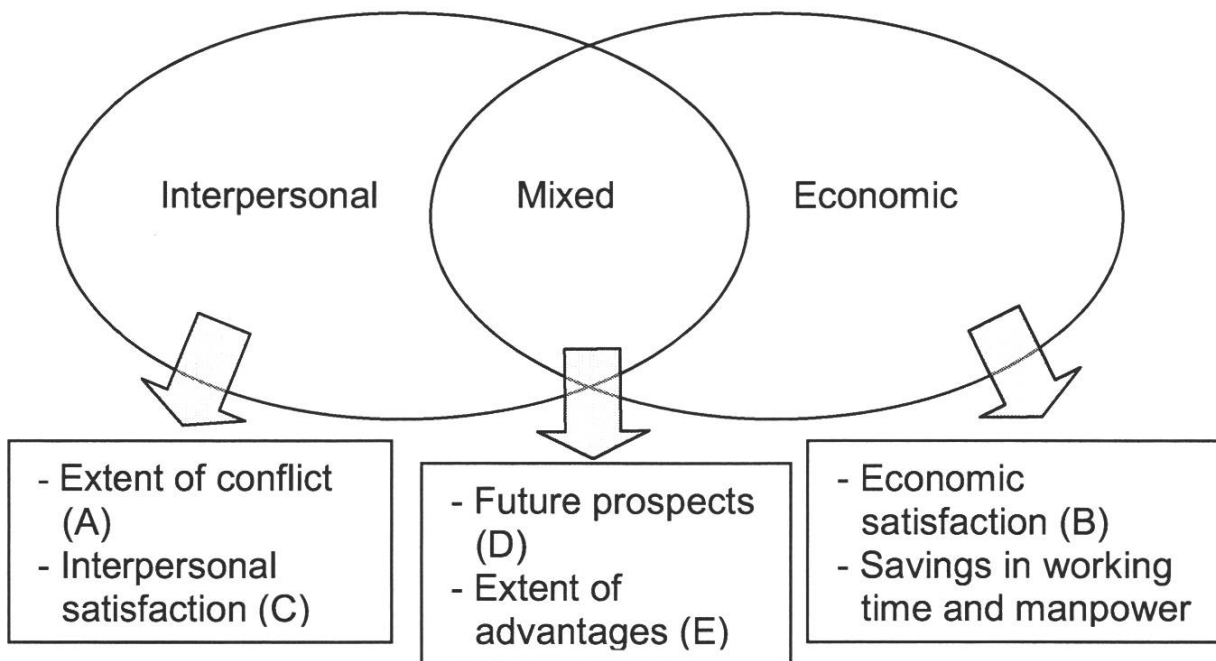 Interpersonal
Mixed
Economic
- Extent of conflict
(A)
- Interpersonal
satisfaction (C)
- Future prospects
(D)
- Extent of
advantages (E)
- Economic
satisfaction (B)
- Savings in working
time and manpower